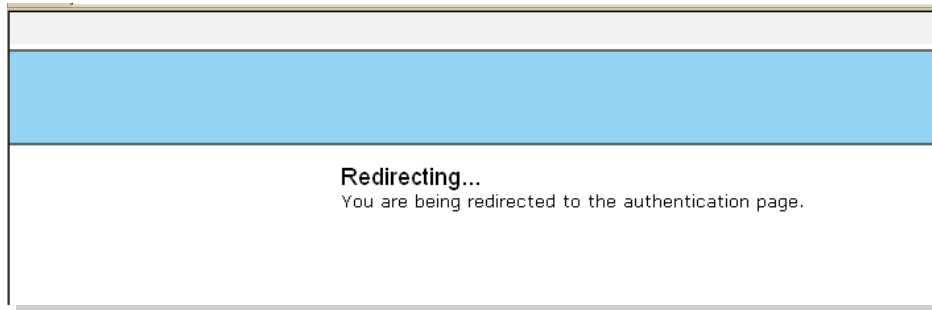 Redirecting...
You are being redirected to the authentication page.